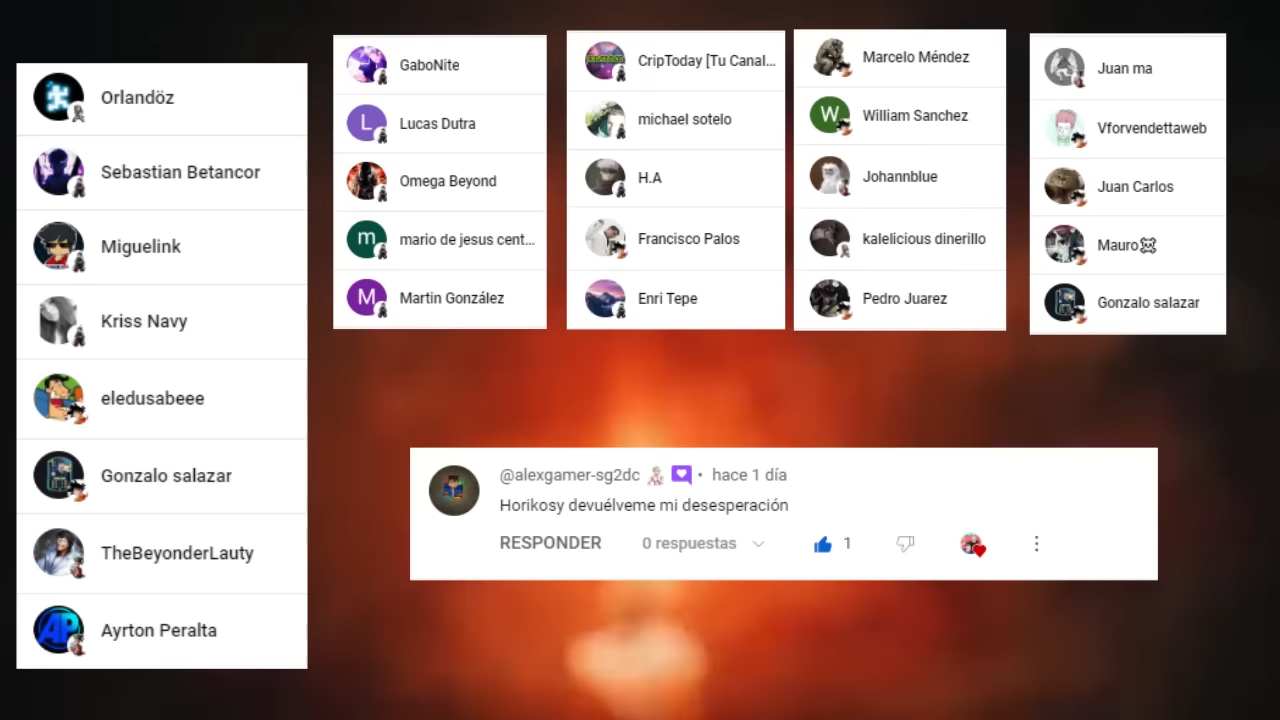 Orlandöz
Sebastian Betancor
Miguelink
Kriss Navy
eledusabeee
Gonzalo salazar
TheBeyonderLauty
AP
Ayrton Peralta
GaboNite
L
Lucas Dutra
Omega Beyond
m
mario de jesus cent...
M
Martin González
CripToday [Tu Canal...
michael sotelo
H.A
Francisco Palos
Enri Tepe
Marcelo Méndez
W
William Sanchez
Johannblue
kalelicious dinerillo
Pedro Juarez
Juan ma
Vforvendettaweb
Juan Carlos
Mauro
Gonzalo salazar
@alexgamer-sg2dc • hace 1 día
Horikosy devuélveme mi desesperación
RESPONDER 0 respuestas 1